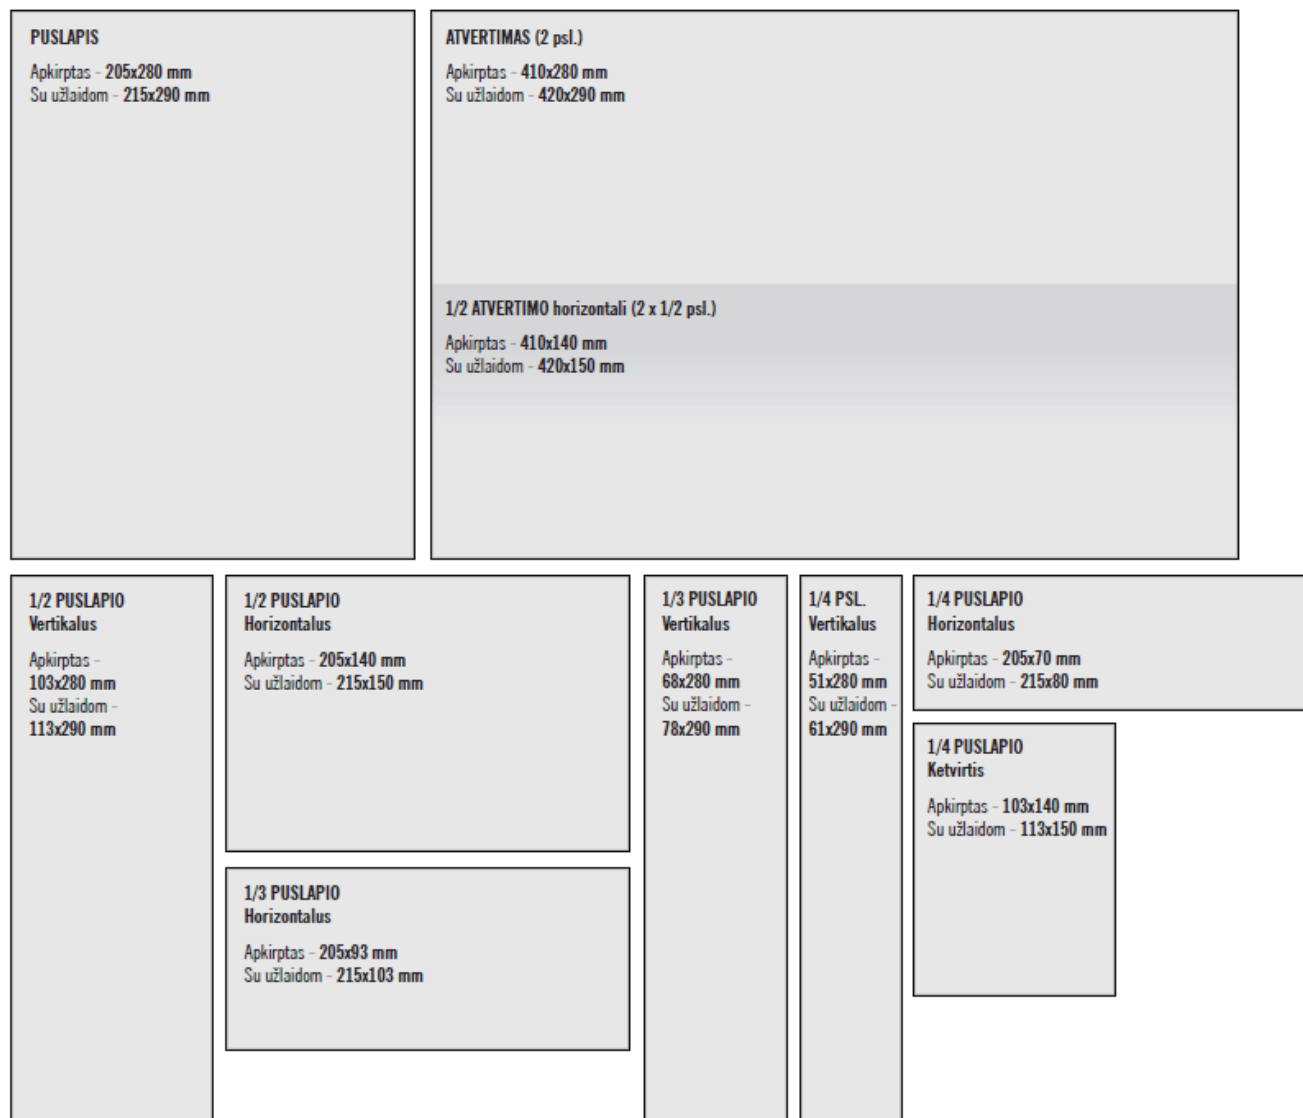 PUSLAPIS
Apkirptas - 205x280 mm
Su užlaidom - 215x290 mm
ATVERTIMAS (2 psl.)
Apkirptas - 410x280 mm
Su užlaidom - 420x290 mm
1/2 ATVERTIMO horizontali (2 x 1/2 psl.)
Apkirptas - 410x140 mm
Su užlaidom - 420x150 mm
1/2 PUSLAPIO
Vertikalus
Apkirptas -
103x280 mm
Su užlaidom -
113x290 mm
1/2 PUSLAPIO
Horizontalus
Apkirptas - 205x140 mm
Su užlaidom - 215x150 mm
1/3 PUSLAPIO
Horizontalus
Apkirptas - 205x93 mm
Su užlaidom - 215x103 mm
1/3 PUSLAPIO
Vertikalus
Apkirptas -
68x280 mm
Su užlaidom -
78x290 mm
1/4 PSL.
Vertikalus
Apkirptas -
51x280 mm
Su užlaidom -
61x290 mm
1/4 PUSLAPIO
Horizontalus
Apkirptas - 205x70 mm
Su užlaidom - 215x80 mm
1/4 PUSLAPIO
Ketvirtis
Apkirptas - 103x140 mm
Su užlaidom - 113x150 mm